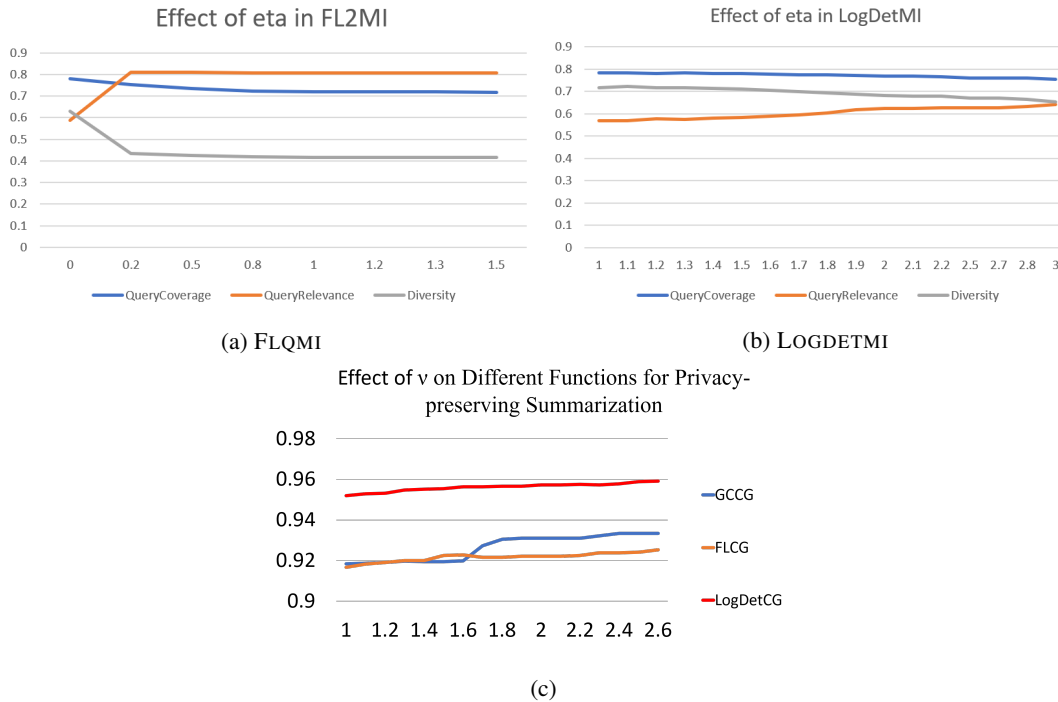 Effect of eta in FL2MI
0.9
0.8
0.7
0.6
0.5
0.4
0.3
0.2
0.1
0
0 0.2 0.5 0.8 1 1.2 1.3 1.5
QueryCoverage QueryRelevance Diversity
(a) FLQMI
Effect of eta in LogDetMI
0.9
0.8
0.7
0.6
0.5
0.4
0.3
0.2
0.1
0
1 1.1 1.2 1.3 1.4 1.5 1.6 1.7 1.8 1.9 2 2.1 2.2 2.5 2.7 2.8 3
QueryCoverage QueryRelevance Diversity
(b) LOGDETMI
Effect of ν on Different Functions for Privacy-
preserving Summarization
0.98
0.96
0.94
0.92
0.9
1 1.2 1.4 1.6 1.8 2 2.2 2.4 2.6
GCCG
FLCG
LogDetCG
(c)